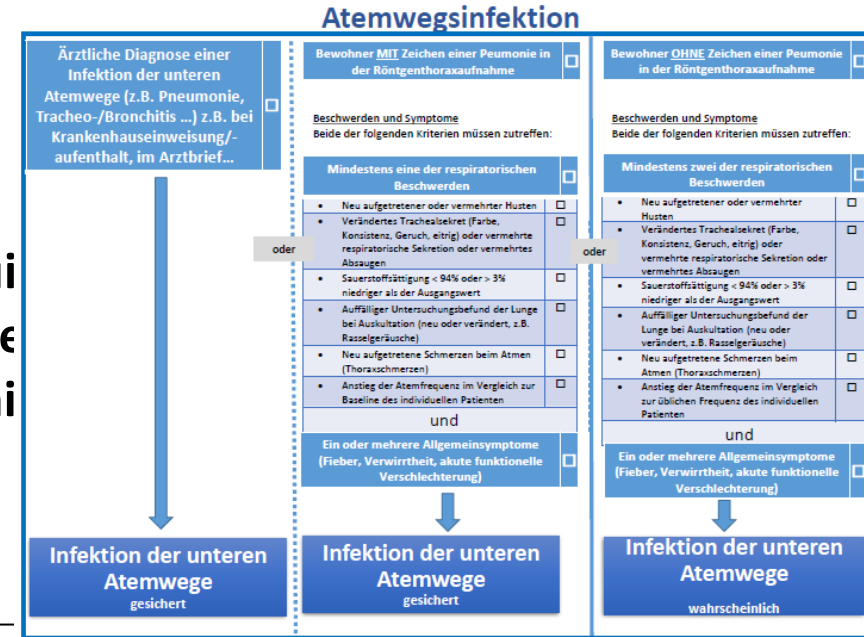 Atemwegsinfektion
Ärztliche Diagnose einer
Infektion der unteren
Atemwege (z.B. Pneumonie,
Tracheo-/Bronchitis ...) z.B. bei
Krankenhauseinweisung/-
aufenthalt, im Arztbrief...
Infektion der unteren
Atemwege
gesichert
oder
Bewohner MIT Zeichen einer Peumonie in
der Röntgenthoraxaufnahme
Beschwerden und Symptome
Beide der folgenden Kriterien müssen zutreffen:
Mindestens eine der respiratorischen
Beschwerden
• Neu aufgetretener oder vermehrter Husten
• Verändertes Trachealsekret (Farbe,
Konsistenz, Geruch, eitrig) oder vermehrte
respiratorische Sekretion oder vermehrtes
Absaugen
• Sauerstoffsättigung < 94% oder > 3%
niedriger als der Ausgangswert
• Auffälliger Untersuchungsbefund der Lunge
bei Auskultation (neu oder verändert, z.B.
Rasselgeräusche)
• Neu aufgetretene Schmerzen beim Atmen
(Thoraxschmerzen)
• Anstieg der Atemfrequenz im Vergleich zur
Baseline des individuellen Patienten
und
Ein oder mehrere Allgemeinsymptome
(Fieber, Verwirrtheit, akute funktionelle
Verschlechterung)
Infektion der unteren
Atemwege
gesichert
oder
Bewohner OHNE Zeichen einer Peumonie
in der Röntgenthoraxaufnahme
Beschwerden und Symptome
Beide der folgenden Kriterien müssen zutreffen:
Mindestens zwei der respiratorischen
Beschwerden
• Neu aufgetretener oder vermehrter
Husten
• Verändertes Trachealsekret (Farbe,
Konsistenz, Geruch, eitrig) oder
vermehrte respiratorische Sekretion oder
vermehrtes Absaugen
• Sauerstoffsättigung < 94% oder > 3%
niedriger als der Ausgangswert
• Auffälliger Untersuchungsbefund der
Lunge bei Auskultation (neu oder
verändert, z.B. Rasselgeräusche)
• Neu aufgetretene Schmerzen beim
Atmen (Thoraxschmerzen)
• Anstieg der Atemfrequenz im Vergleich
zur üblichen Frequenz des individuellen
Patienten
und
Ein oder mehrere Allgemeinsymptome
(Fieber, Verwirrtheit, akute funktionelle
Verschlechterung)
Infektion der unteren
Atemwege
wahrscheinlich